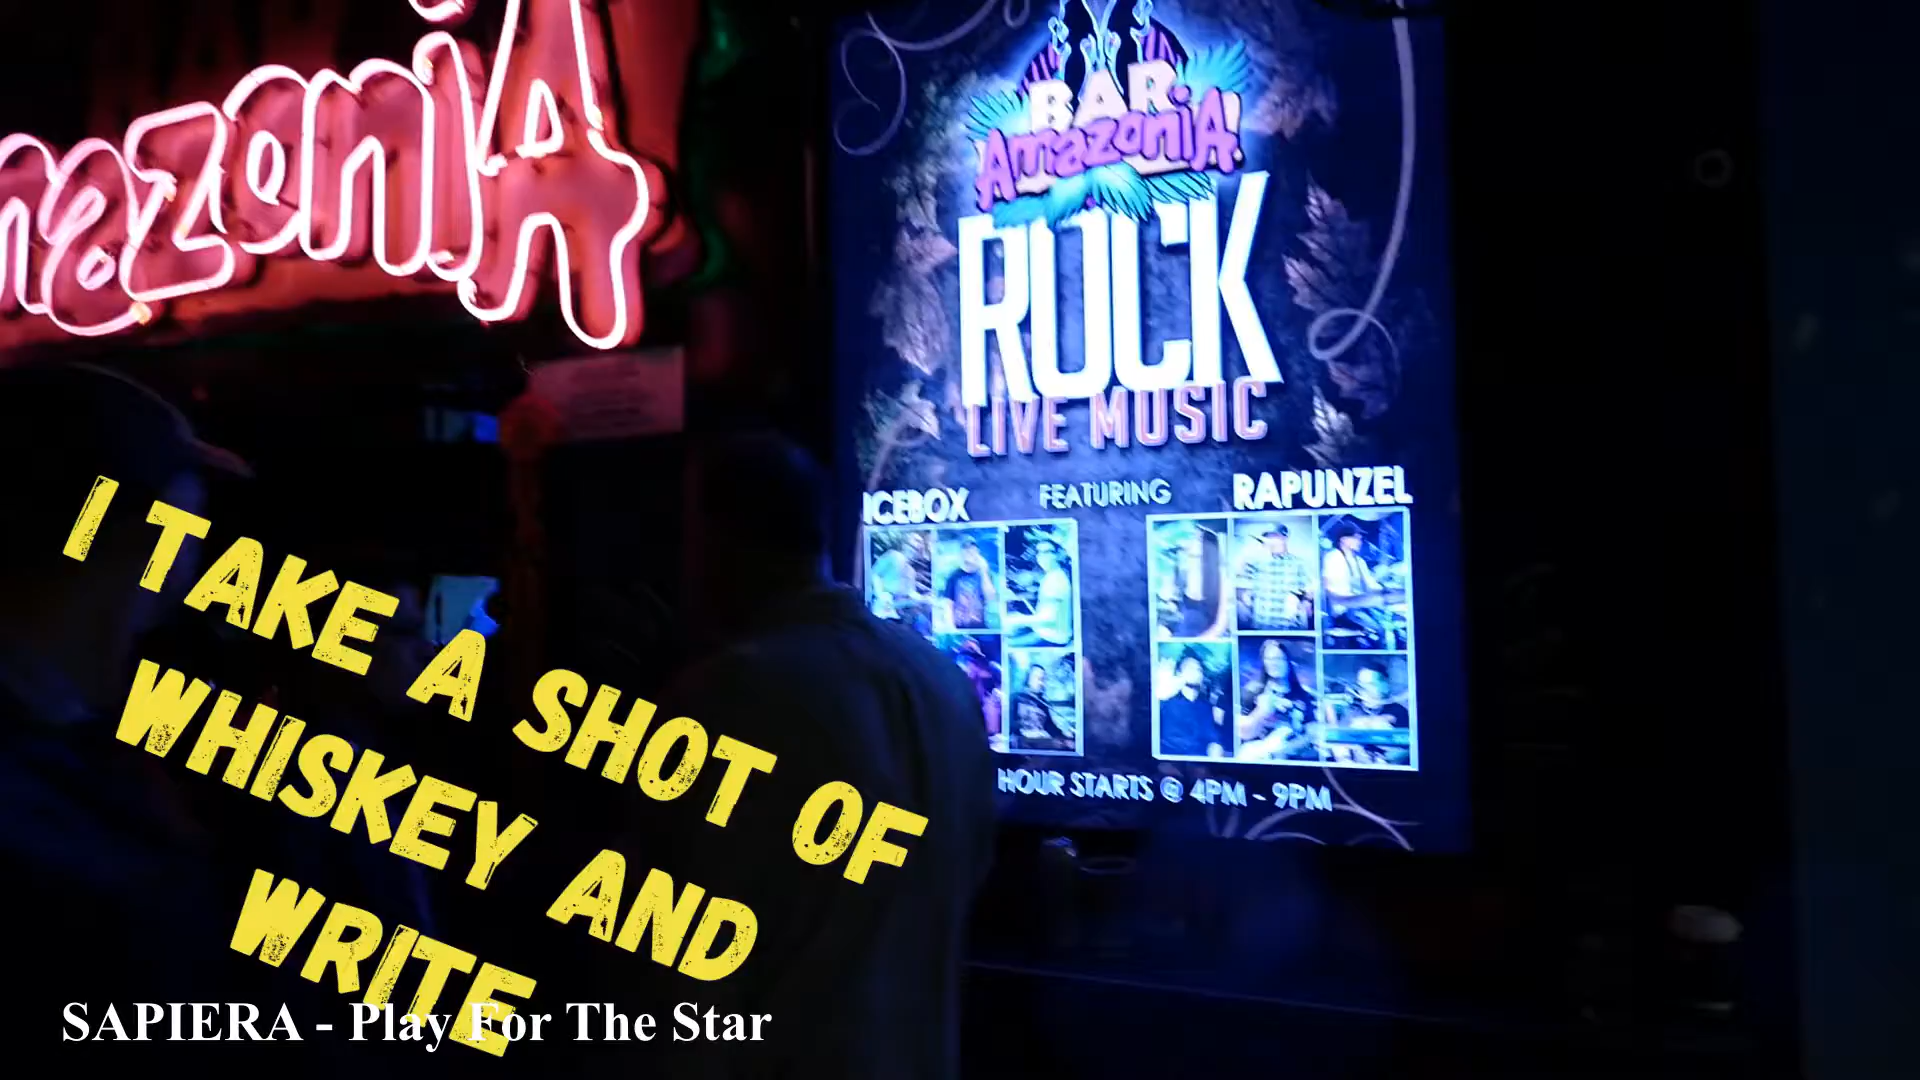 AmazoniA
BAR
AmazoniA!
ROCK
LIVE MUSIC
ICEBOX
FEATURING
RAPUNZEL
HOUR STARTS @ 4PM - 9PM
I TAKE A SHOT OF
WHISKEY AND
WRITE
SAPIERA - Play For The Star